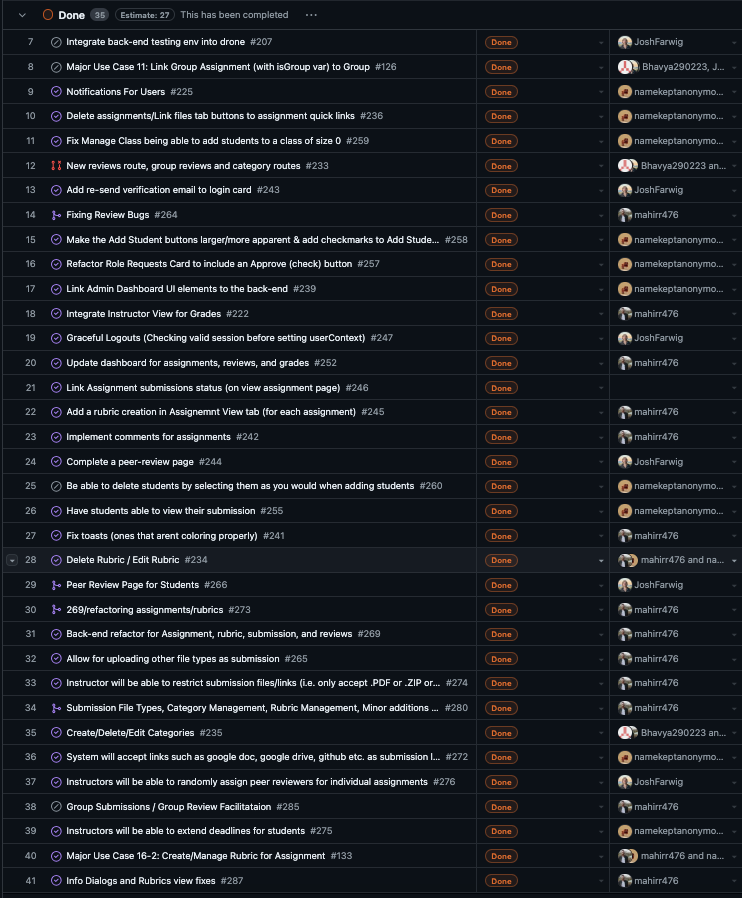 Done 35 Estimate: 27 This has been completed ...
7 Integrate back-end testing env into drone #207 Done JoshFarwig
8 Major Use Case 11: Link Group Assignment (with isGroup var) to Group #126 Done Bhavya290223, J...
9 Notifications For Users #225 Done namekeptanonymo...
10 Delete assignments/Link files tab buttons to assignment quick links #236 Done namekeptanonymo...
11 Fix Manage Class being able to add students to a class of size 0 #259 Done namekeptanonymo...
12 New reviews route, group reviews and category routes #233 Done Bhavya290223 an...
13 Add re-send verification email to login card #243 Done JoshFarwig
14 Fixing Review Bugs #264 Done mahirr476
15 Make the Add Student buttons larger/more apparent & add checkmarks to Add Stude... #258 Done namekeptanonymo...
16 Refactor Role Requests Card to include an Approve (check) button #257 Done namekeptanonymo...
17 Link Admin Dashboard UI elements to the back-end #239 Done namekeptanonymo...
18 Integrate Instructor View for Grades #222 Done mahirr476
19 Graceful Logouts (Checking valid session before setting userContext) #247 Done JoshFarwig
20 Update dashboard for assignments, reviews, and grades #252 Done mahirr476
21 Link Assignment submissions status (on view assignment page) #246 Done
22 Add a rubric creation in Assignemnt View tab (for each assignment) #245 Done mahirr476
23 Implement comments for assignments #242 Done mahirr476
24 Complete a peer-review page #244 Done JoshFarwig
25 Be able to delete students by selecting them as you would when adding students #260 Done namekeptanonymo...
26 Have students able to view their submission #255 Done namekeptanonymo...
27 Fix toasts (ones that arent coloring properly) #241 Done mahirr476
28 Delete Rubric / Edit Rubric #234 Done mahirr476 and na...
29 Peer Review Page for Students #266 Done JoshFarwig
30 269/refactoring assignments/rubrics #273 Done mahirr476
31 Back-end refactor for Assignment, rubric, submission, and reviews #269 Done mahirr476
32 Allow for uploading other file types as submission #265 Done mahirr476
33 Instructor will be able to restrict submission files/links (i.e. only accept .PDF or .ZIP or... #274 Done mahirr476
34 Submission File Types, Category Management, Rubric Management, Minor additions ... #280 Done mahirr476
35 Create/Delete/Edit Categories #235 Done Bhavya290223 an...
36 System will accept links such as google doc, google drive, github etc. as submission l... #272 Done namekeptanonymo...
37 Instructors will be able to randomly assign peer reviewers for individual assignments #276 Done JoshFarwig
38 Group Submissions / Group Review Facilitataion #285 Done mahirr476
39 Instructors will be able to extend deadlines for students #275 Done namekeptanonymo...
40 Major Use Case 16-2: Create/Manage Rubric for Assignment #133 Done mahirr476 and na...
41 Info Dialogs and Rubrics view fixes #287 Done mahirr476